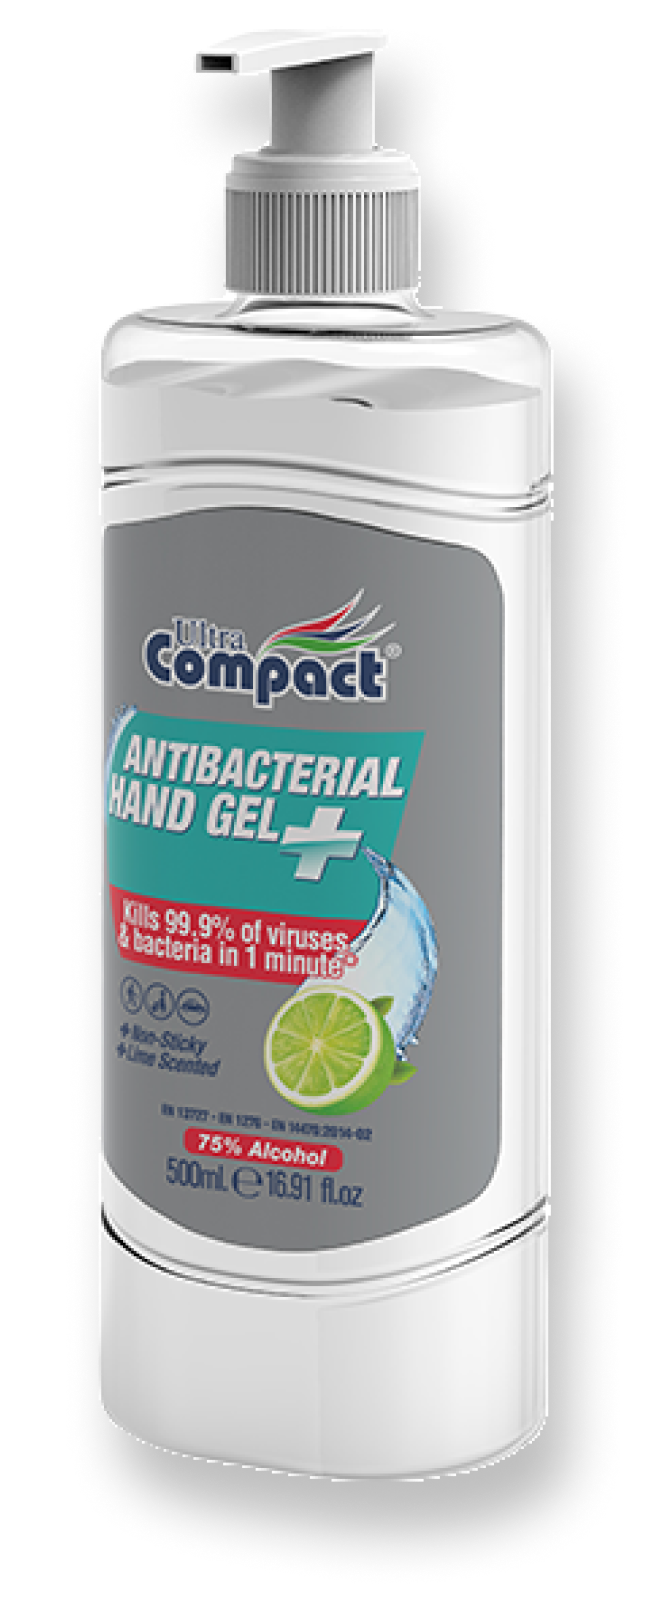 Ultra
Compact®
ANTIBACTERIAL
HAND GEL +
Kills 99.9% of viruses
& bacteria in 1 minute*
+Non-Sticky
+Lime Scented
EN 13727 - EN 1276 - EN 14476:2014-02
75% Alcohol
500mL ℮ 16.91 fl.oz